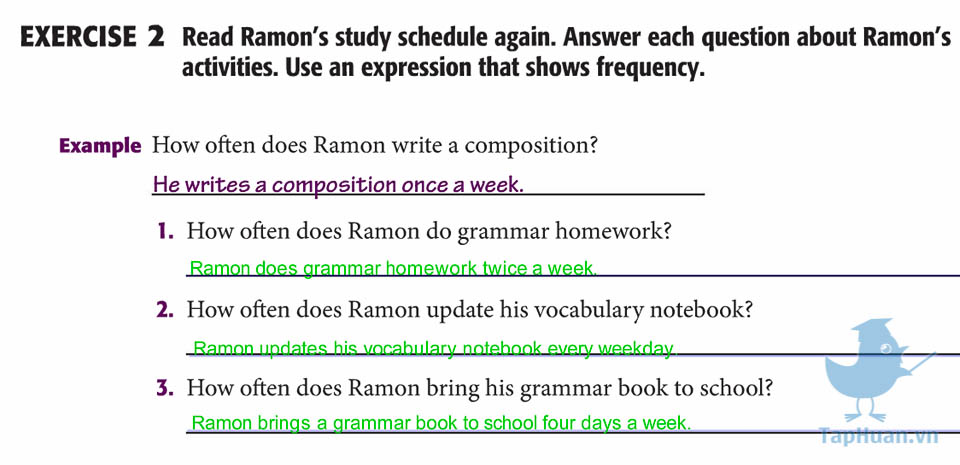 EXERCISE 2 Read Ramon's study schedule again. Answer each question about Ramon's
activities. Use an expression that shows frequency.
Example How often does Ramon write a composition?
He writes a composition once a week.
1. How often does Ramon do grammar homework?
Ramon does grammar homework twice a week.
2. How often does Ramon update his vocabulary notebook?
Ramon updates his vocabulary notebook every weekday.
3. How often does Ramon bring his grammar book to school?
Ramon brings a grammar book to school four days a week.
TapHuan.vn